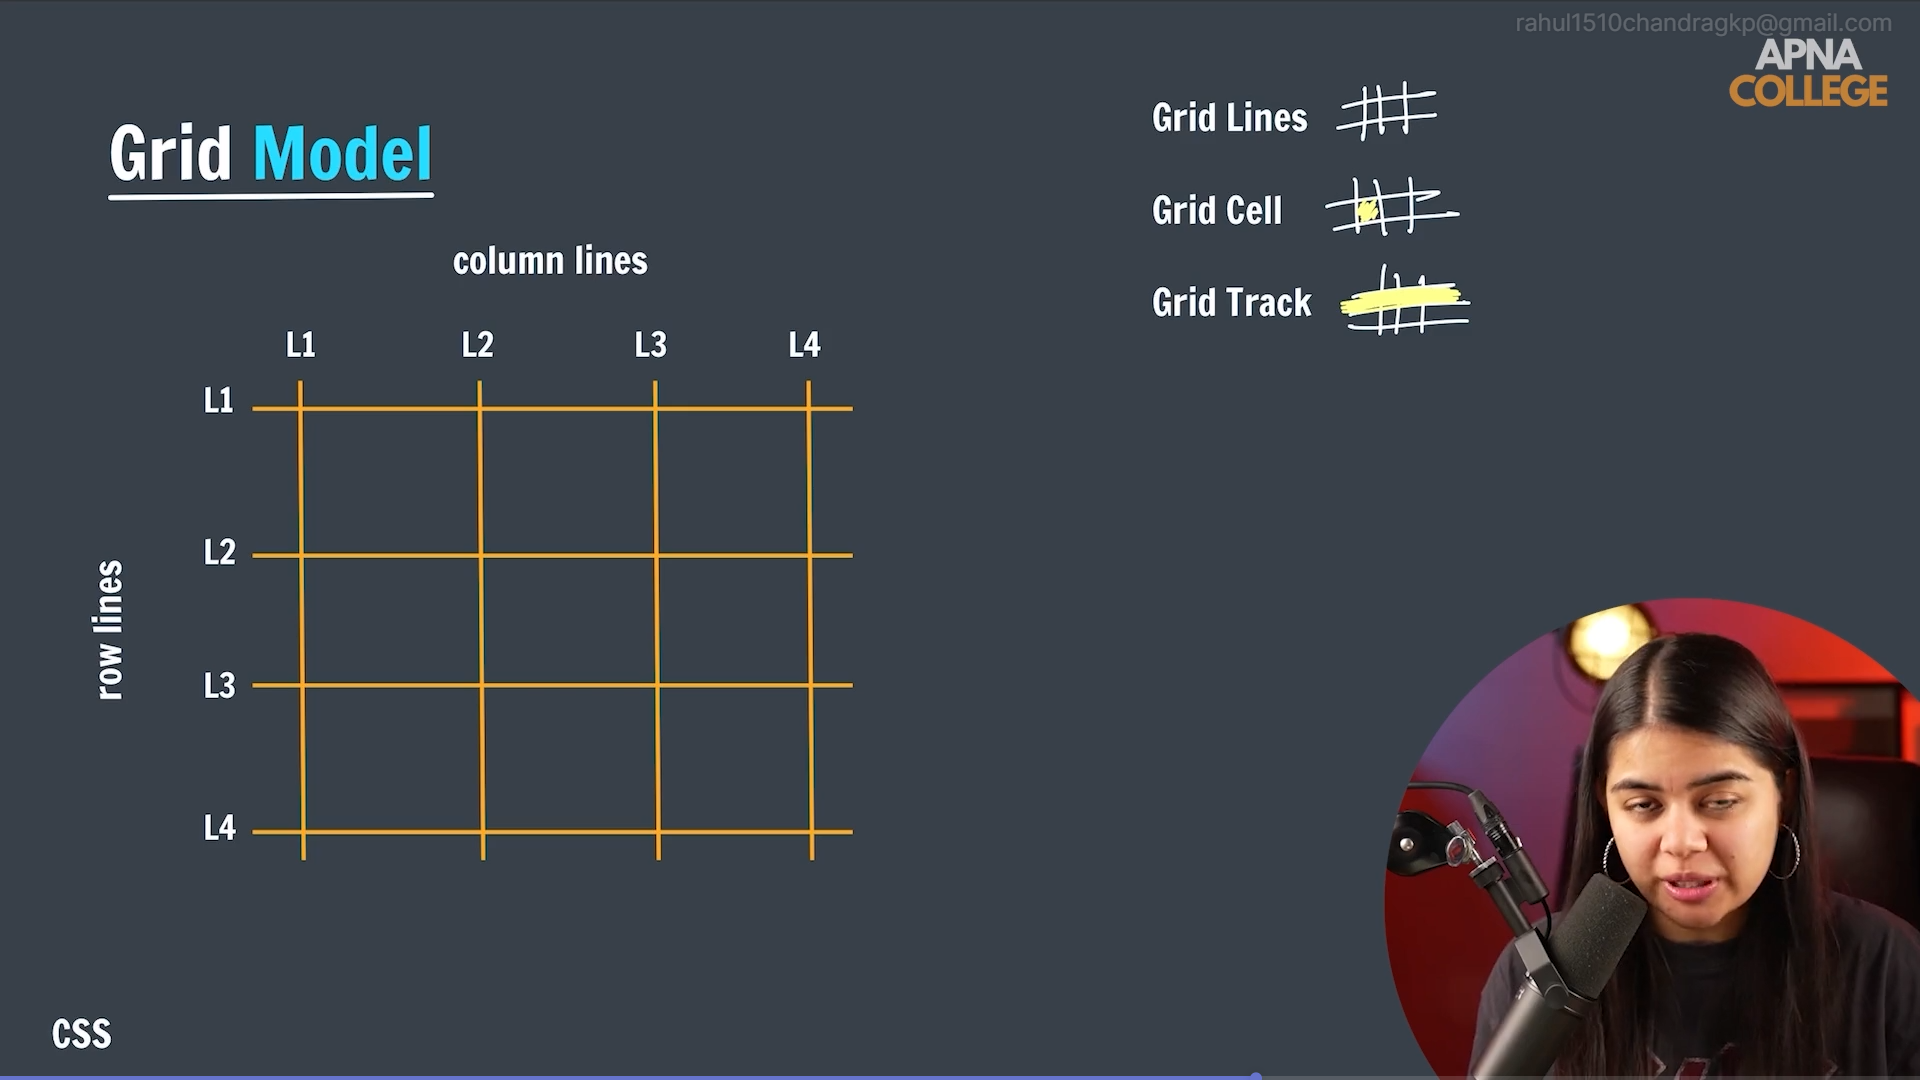 rahul1510chandragkp@gmail.com
APNA
COLLEGE
Grid Model
Grid Lines
Grid Cell
Grid Track
column lines
L1 L2 L3 L4
L1
L2
L3
L4
row lines
CSS